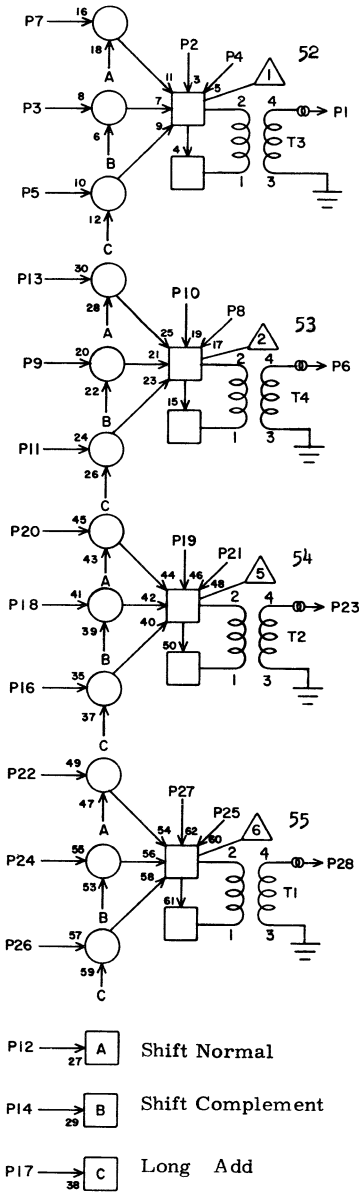 P7 16
18
A
P2
P4
52
11 3 5 1
P3 8 7
9
2 4 P1
T3
6
B
4
1 3
P5 10
12
C
P13 30
28
A
P10
P8
53
25 19 17 2
P9 20 21
23
2 4 P6
T4
22
B
15
1 3
P11 24
26
C
P20 45
43
A
P19
P21
54
44 46 48 5
P18 41 42
40
2 4 P23
T2
39
B
50
1 3
P16 35
37
C
P22 49
47
A
P27
P25
55
54 62 60 6
P24 55 56
58
2 4 P28
T1
53
B
61
1 3
P26 57
59
C
P12 27 A Shift Normal
P14 29 B Shift Complement
P17 38 C Long Add